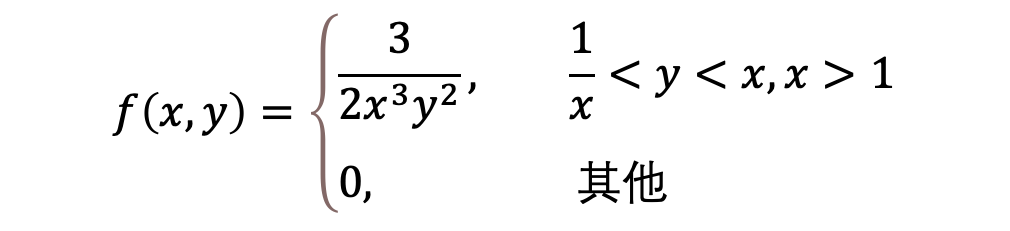 f(x,y) = { 3/(2x³y²), 1/x < y < x, x > 1
0, 其他